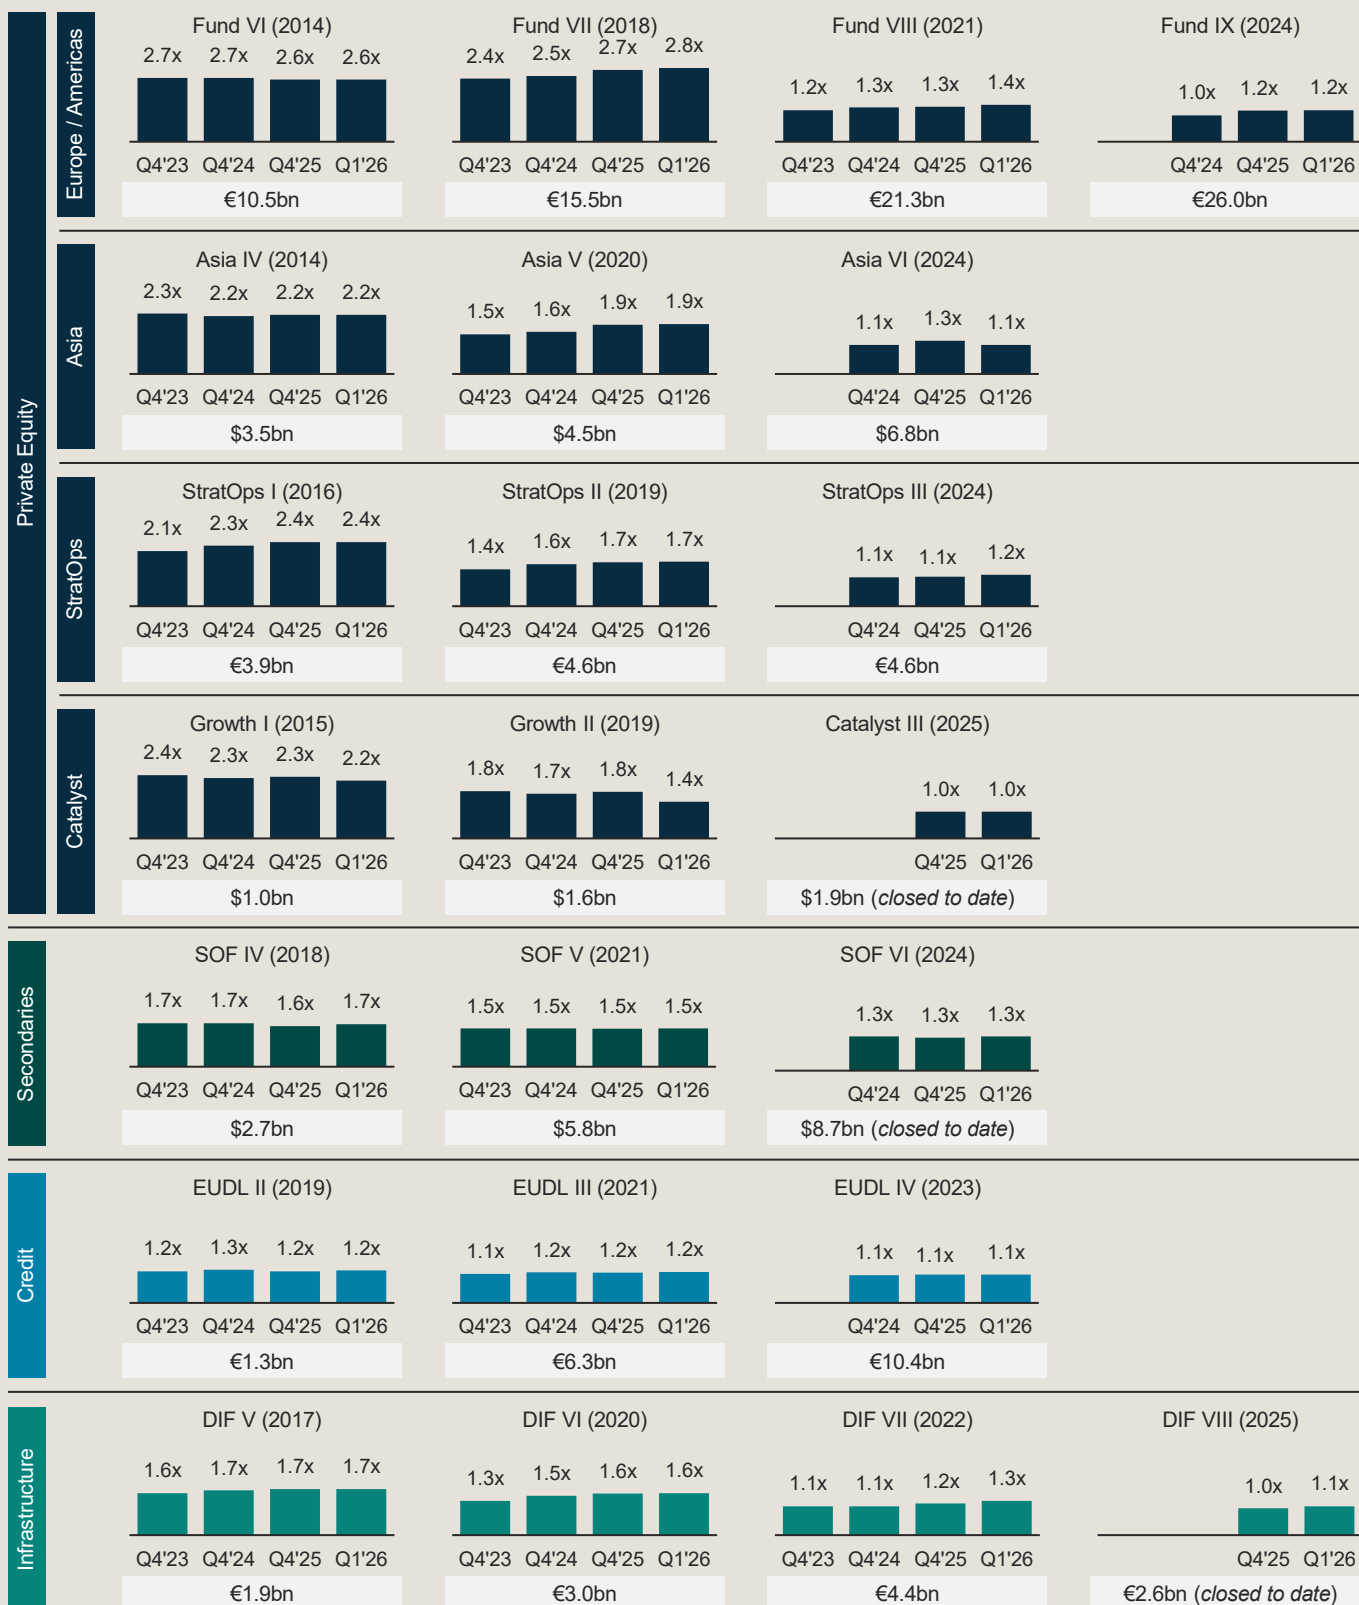 Private Equity
Europe / Americas
Fund VI (2014)
2.7x 2.7x 2.6x 2.6x
Q4'23 Q4'24 Q4'25 Q1'26
€10.5bn
Fund VII (2018)
2.4x 2.5x 2.7x 2.8x
Q4'23 Q4'24 Q4'25 Q1'26
€15.5bn
Fund VIII (2021)
1.2x 1.3x 1.3x 1.4x
Q4'23 Q4'24 Q4'25 Q1'26
€21.3bn
Fund IX (2024)
1.0x 1.2x 1.2x
Q4'24 Q4'25 Q1'26
€26.0bn
Asia
Asia IV (2014)
2.3x 2.2x 2.2x 2.2x
Q4'23 Q4'24 Q4'25 Q1'26
$3.5bn
Asia V (2020)
1.5x 1.6x 1.9x 1.9x
Q4'23 Q4'24 Q4'25 Q1'26
$4.5bn
Asia VI (2024)
1.1x 1.3x 1.1x
Q4'24 Q4'25 Q1'26
$6.8bn
StratOps
StratOps I (2016)
2.1x 2.3x 2.4x 2.4x
Q4'23 Q4'24 Q4'25 Q1'26
€3.9bn
StratOps II (2019)
1.4x 1.6x 1.7x 1.7x
Q4'23 Q4'24 Q4'25 Q1'26
€4.6bn
StratOps III (2024)
1.1x 1.1x 1.2x
Q4'24 Q4'25 Q1'26
€4.6bn
Catalyst
Growth I (2015)
2.4x 2.3x 2.3x 2.2x
Q4'23 Q4'24 Q4'25 Q1'26
$1.0bn
Growth II (2019)
1.8x 1.7x 1.8x 1.4x
Q4'23 Q4'24 Q4'25 Q1'26
$1.6bn
Catalyst III (2025)
1.0x 1.0x
Q4'25 Q1'26
$1.9bn (closed to date)
Secondaries
SOF IV (2018)
1.7x 1.7x 1.6x 1.7x
Q4'23 Q4'24 Q4'25 Q1'26
$2.7bn
SOF V (2021)
1.5x 1.5x 1.5x 1.5x
Q4'23 Q4'24 Q4'25 Q1'26
$5.8bn
SOF VI (2024)
1.3x 1.3x 1.3x
Q4'24 Q4'25 Q1'26
$8.7bn (closed to date)
Credit
EUDL II (2019)
1.2x 1.3x 1.2x 1.2x
Q4'23 Q4'24 Q4'25 Q1'26
€1.3bn
EUDL III (2021)
1.1x 1.2x 1.2x 1.2x
Q4'23 Q4'24 Q4'25 Q1'26
€6.3bn
EUDL IV (2023)
1.1x 1.1x 1.1x
Q4'24 Q4'25 Q1'26
€10.4bn
Infrastructure
DIF V (2017)
1.6x 1.7x 1.7x 1.7x
Q4'23 Q4'24 Q4'25 Q1'26
€1.9bn
DIF VI (2020)
1.3x 1.5x 1.6x 1.6x
Q4'23 Q4'24 Q4'25 Q1'26
€3.0bn
DIF VII (2022)
1.1x 1.1x 1.2x 1.3x
Q4'23 Q4'24 Q4'25 Q1'26
€4.4bn
DIF VIII (2025)
1.0x 1.1x
Q4'25 Q1'26
€2.6bn (closed to date)